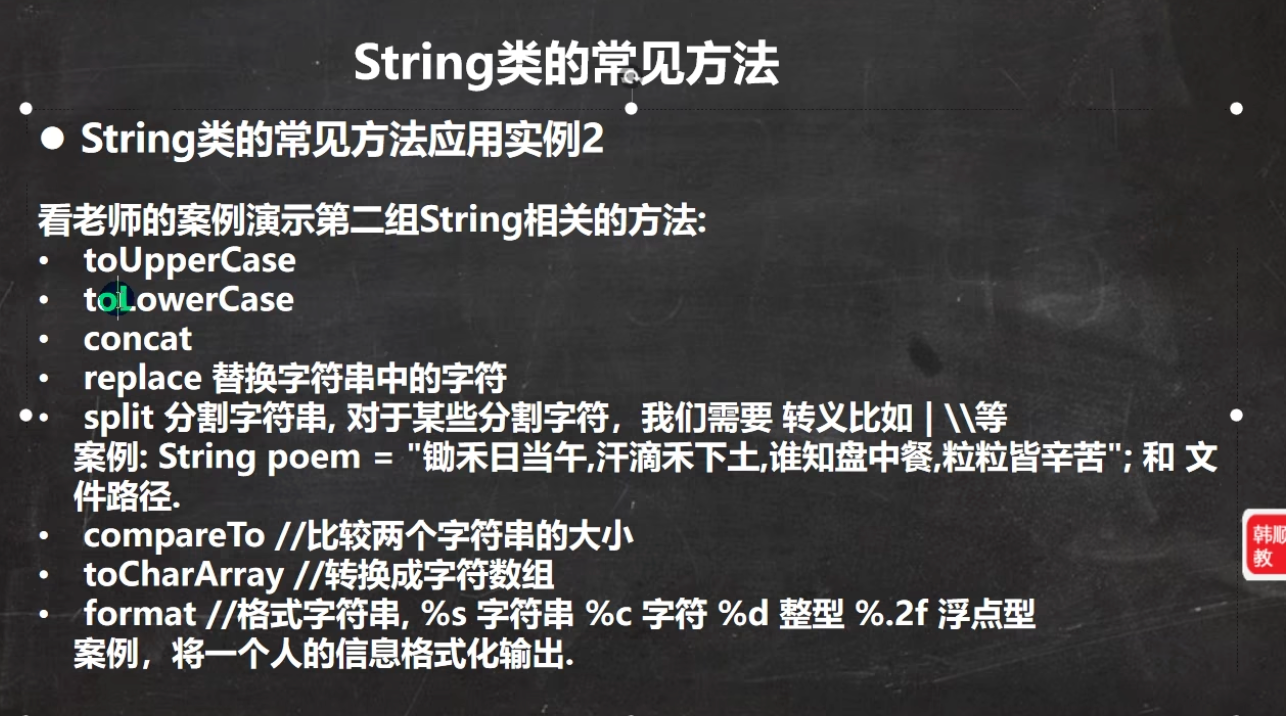 String类的常见方法
● String类的常见方法应用实例2
看老师的案例演示第二组String相关的方法:
• toUpperCase
• toLowerCase
• concat
• replace 替换字符串中的字符
• split 分割字符串, 对于某些分割字符，我们需要 转义比如 | \\等
案例: String poem = "锄禾日当午,汗滴禾下土,谁知盘中餐,粒粒皆辛苦"; 和 文
件路径.
• compareTo //比较两个字符串的大小
• toCharArray //转换成字符数组
• format //格式字符串, %s 字符串 %c 字符 %d 整型 %.2f 浮点型
案例，将一个人的信息格式化输出.
韩顺
教